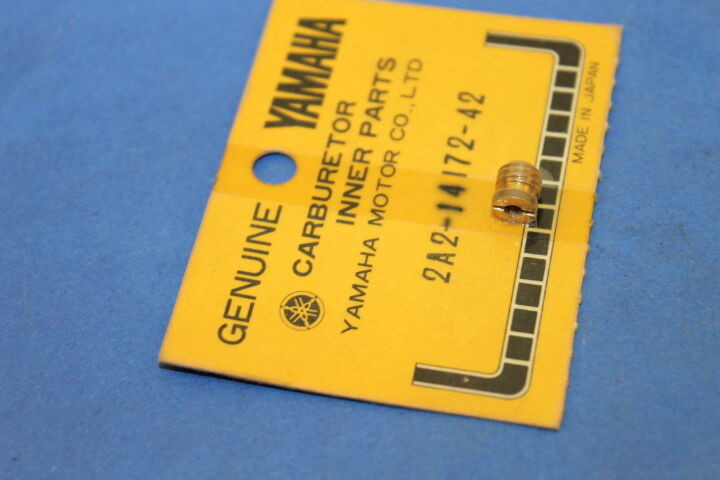 GENUINE YAMAHA
CARBURETOR
INNER PARTS
YAMAHA MOTOR CO., LTD
2A2-14172-42
MADE IN JAPAN